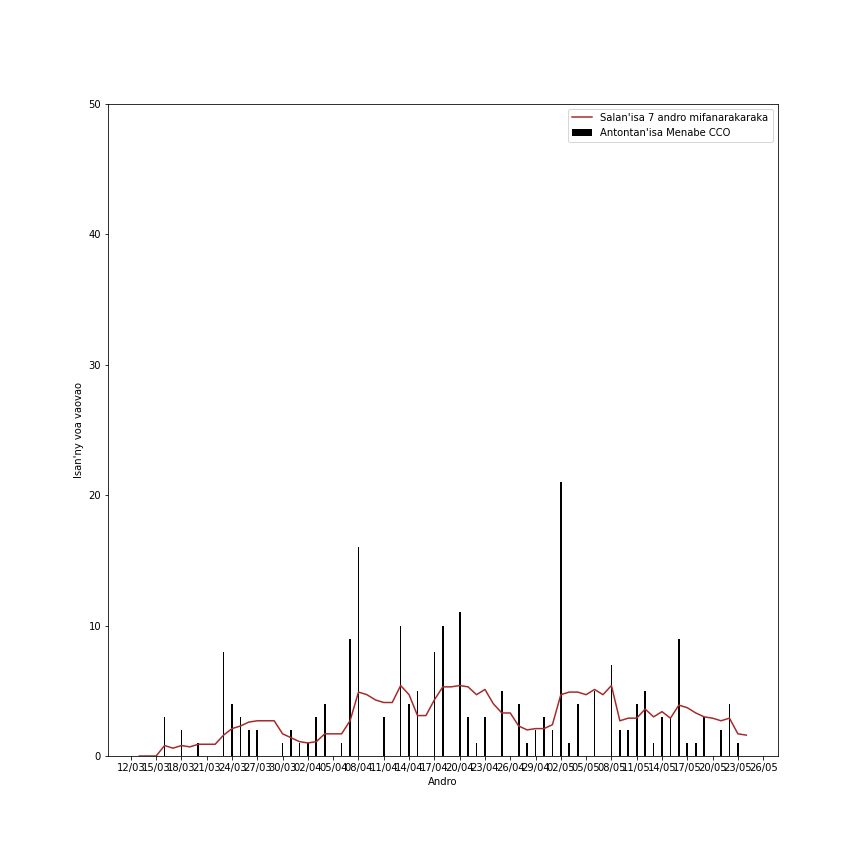 Salan'isa 7 andro mifanarakaraka
Antontan'isa Menabe CCO
50
40
30
20
10
0
Isan'ny voa vaovao
12/03 15/03 18/03 21/03 24/03 27/03 30/03 02/04 05/04 08/04 11/04 14/04 17/04 20/04 23/04 26/04 29/04 02/05 05/05 08/05 11/05 14/05 17/05 20/05 23/05 26/05
Andro